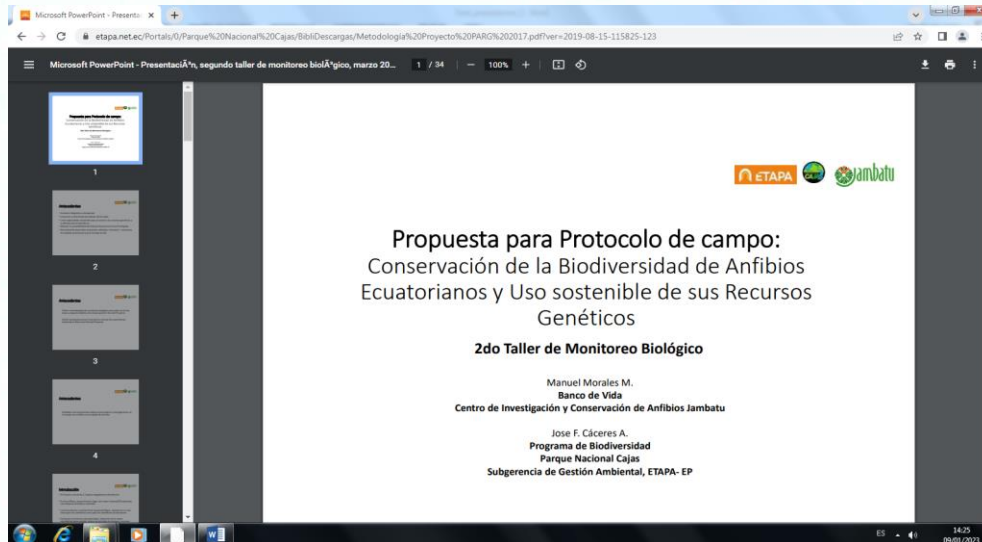 Microsoft PowerPoint - Presenta
etapa.net.ec/Portals/0/Parque%20Nacional%20Cajas/BibliDescargas/Metodologia%20Proyecto%20PARG%202017.pdf?ver=2019-08-15-115825-123
Microsoft PowerPoint - PresentaciÃ³n, segundo taller de monitoreo biolÃ³gico, marzo 20...
1 / 34
100%
1
2
3
4
ETAPA
Jambatu
Propuesta para Protocolo de campo:
Conservación de la Biodiversidad de Anfibios
Ecuatorianos y Uso sostenible de sus Recursos
Genéticos
2do Taller de Monitoreo Biológico
Manuel Morales M.
Banco de Vida
Centro de Investigación y Conservación de Anfibios Jambatu
Jose F. Cáceres A.
Programa de Biodiversidad
Parque Nacional Cajas
Subgerencia de Gestión Ambiental, ETAPA- EP
ES
14:25
09/01/2023